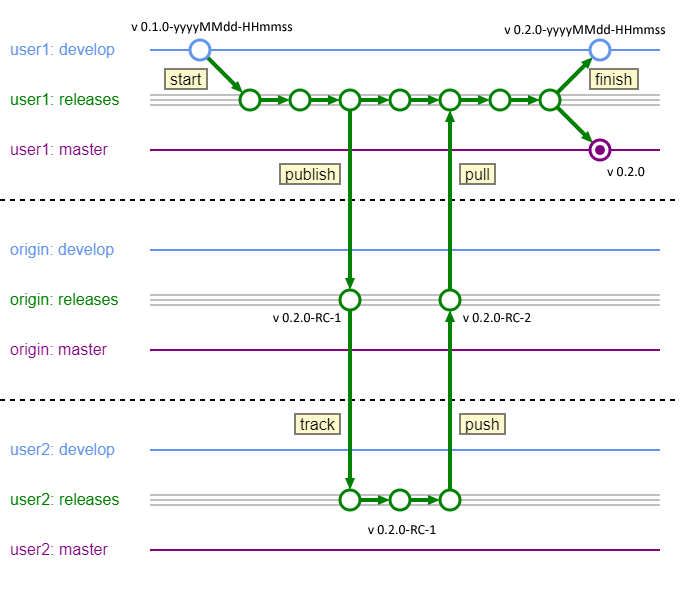 v 0.1.0-yyyyMMdd-HHmmss
v 0.2.0-yyyyMMdd-HHmmss
user1: develop
start
finish
user1: releases
user1: master
publish
pull
v 0.2.0
origin: develop
origin: releases
v 0.2.0-RC-1
v 0.2.0-RC-2
origin: master
track
push
user2: develop
user2: releases
v 0.2.0-RC-1
user2: master